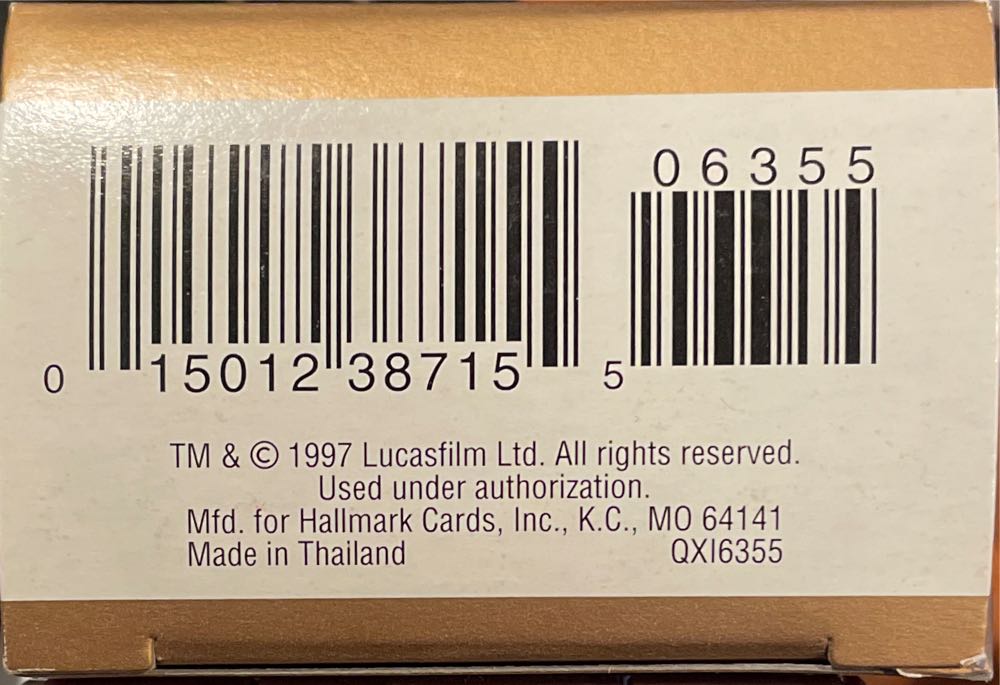 06355
0 15012 38715 5
TM & © 1997 Lucasfilm Ltd. All rights reserved.
Used under authorization.
Mfd. for Hallmark Cards, Inc., K.C., MO 64141
Made in Thailand QXI6355